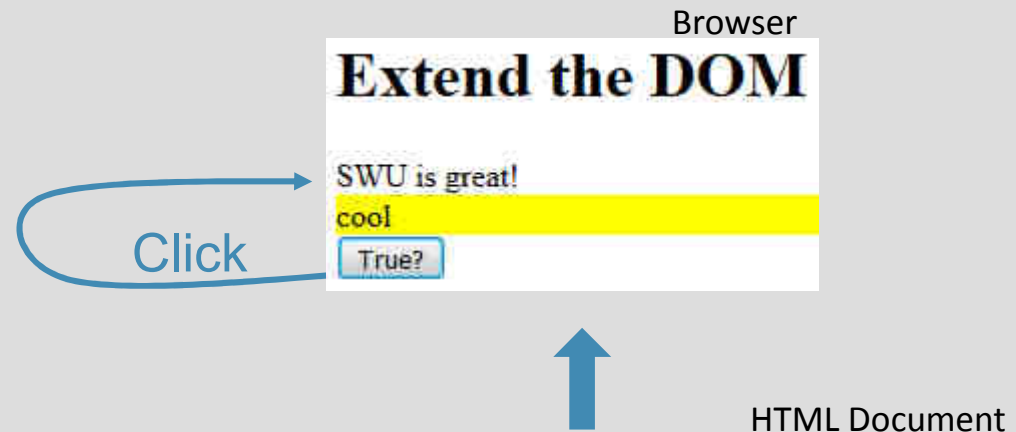 Browser
Extend the DOM
SWU is great!
cool
Click
True?
HTML Document